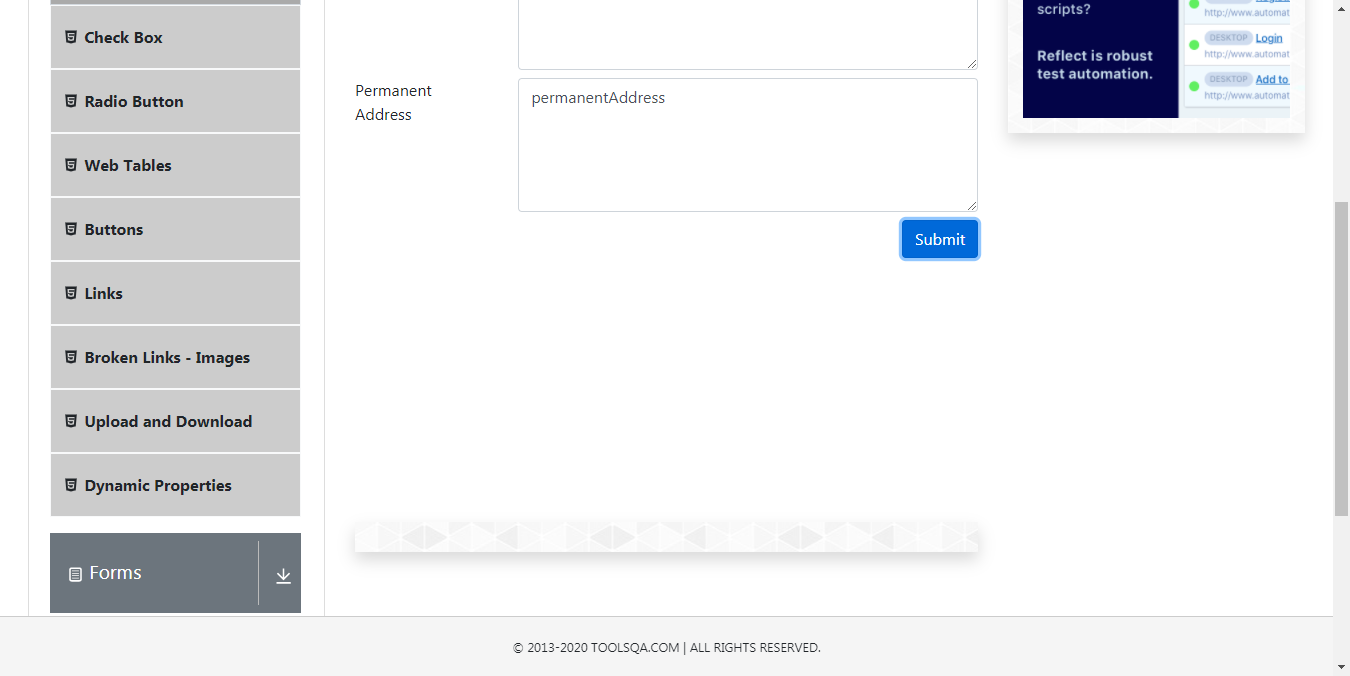 Check Box
Radio Button
Web Tables
Buttons
Links
Broken Links - Images
Upload and Download
Dynamic Properties
Forms
Permanent
Address
permanentAddress
Submit
scripts?
Reflect is robust
test automation.
http://www.automat
DESKTOP Login
http://www.automat
DESKTOP Add to
http://www.automat
© 2013-2020 TOOLSQA.COM | ALL RIGHTS RESERVED.